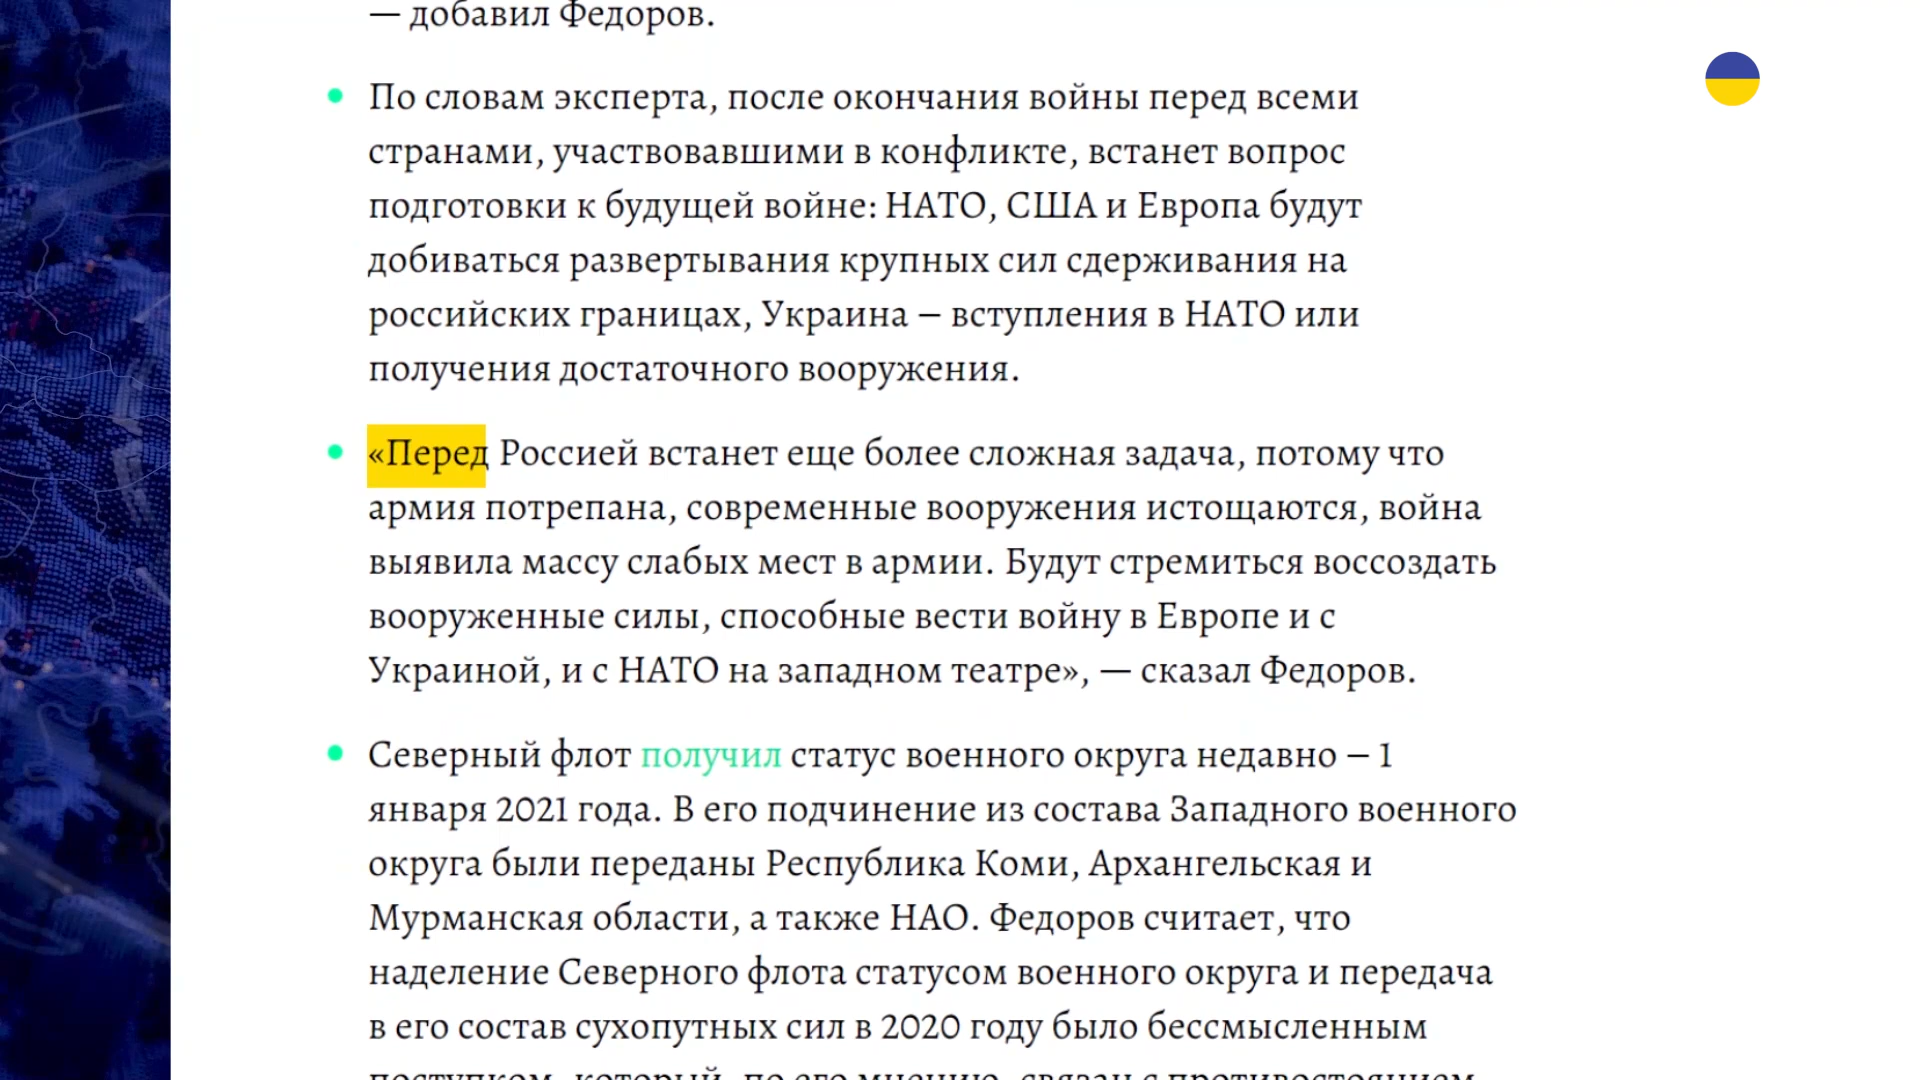 — добавил Федоров.
По словам эксперта, после окончания войны перед всеми
странами, участвовавшими в конфликте, встанет вопрос
подготовки к будущей войне: НАТО, США и Европа будут
добиваться развертывания крупных сил сдерживания на
российских границах, Украина – вступления в НАТО или
получения достаточного вооружения.
«Перед Россией встанет еще более сложная задача, потому что
армия потрепана, современные вооружения истощаются, война
выявила массу слабых мест в армии. Будут стремиться воссоздать
вооруженные силы, способные вести войну в Европе и с
Украиной, и с НАТО на западном театре», — сказал Федоров.
Северный флот получил статус военного округа недавно – 1
января 2021 года. В его подчинение из состава Западного военного
округа были переданы Республика Коми, Архангельская и
Мурманская области, а также НАО. Федоров считает, что
наделение Северного флота статусом военного округа и передача
в его состав сухопутных сил в 2020 году было бессмысленным
поступком, который, по его мнению, связан с противостоянием